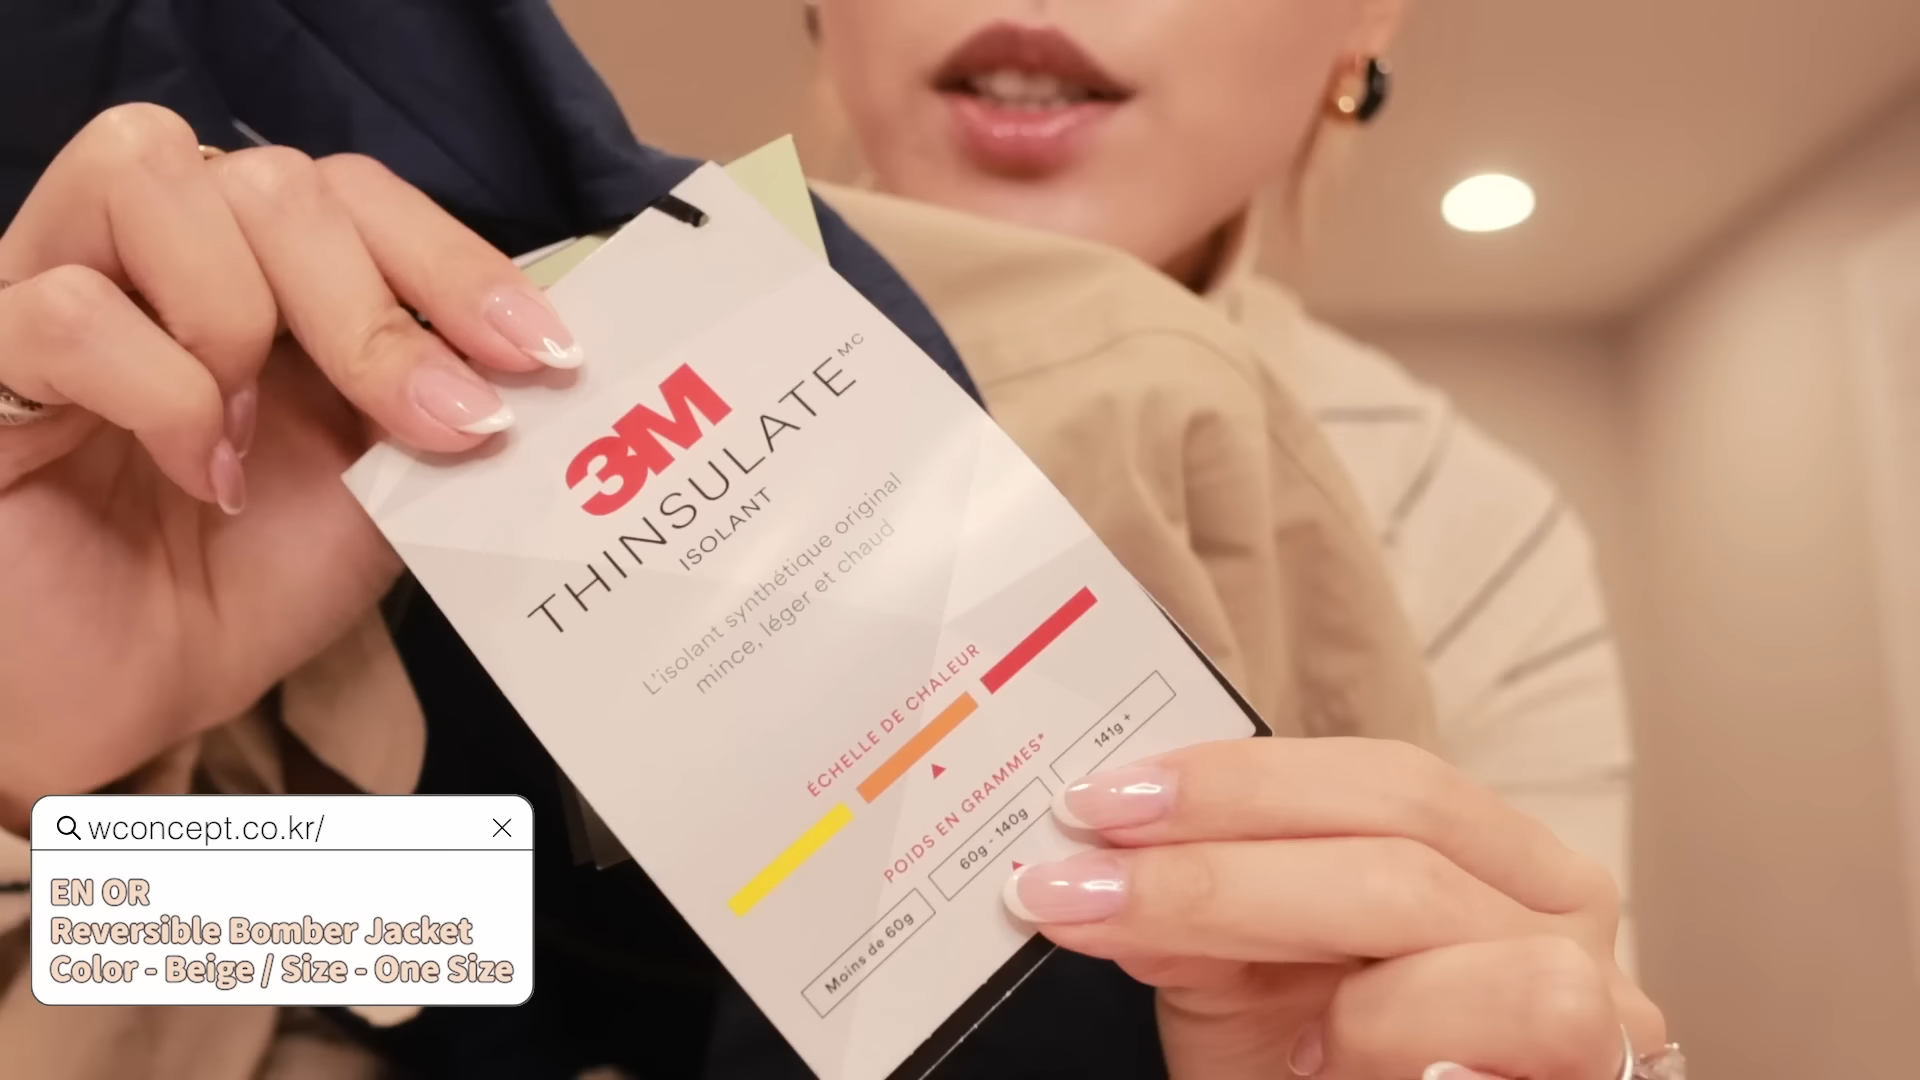 3M
THINSULATE MC
ISOLANT
L'isolant synthétique original
mince, léger et chaud
ÉCHELLE DE CHALEUR
POIDS EN GRAMMES*
Moins de 60g
60g - 140g
141g +
wconcept.co.kr/
EN OR
Reversible Bomber Jacket
Color - Beige / Size - One Size